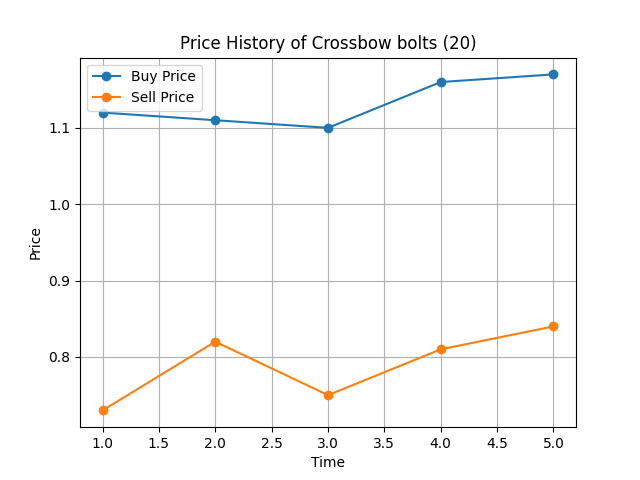 Price History of Crossbow bolts (20)
Buy Price
Sell Price
Price
1.1
1.0
0.9
0.8
1.0 1.5 2.0 2.5 3.0 3.5 4.0 4.5 5.0
Time